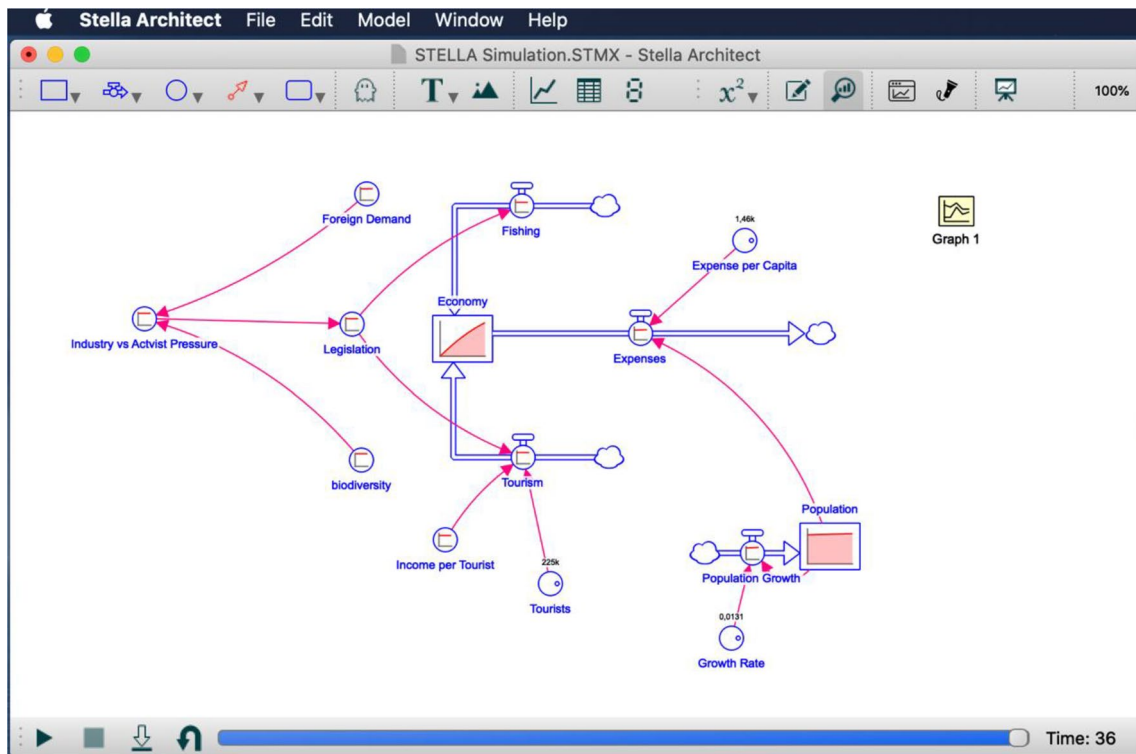 Stella Architect File Edit Model Window Help
STELLA Simulation.STMX - Stella Architect
T x² 100%
Foreign Demand
Fishing
1,46k
Expense per Capita
Graph 1
Economy
Industry vs Actvist Pressure
Legislation
Expenses
biodiversity
Tourism
Population
Income per Tourist
225k
Tourists
Population Growth
0,0131
Growth Rate
Time: 36